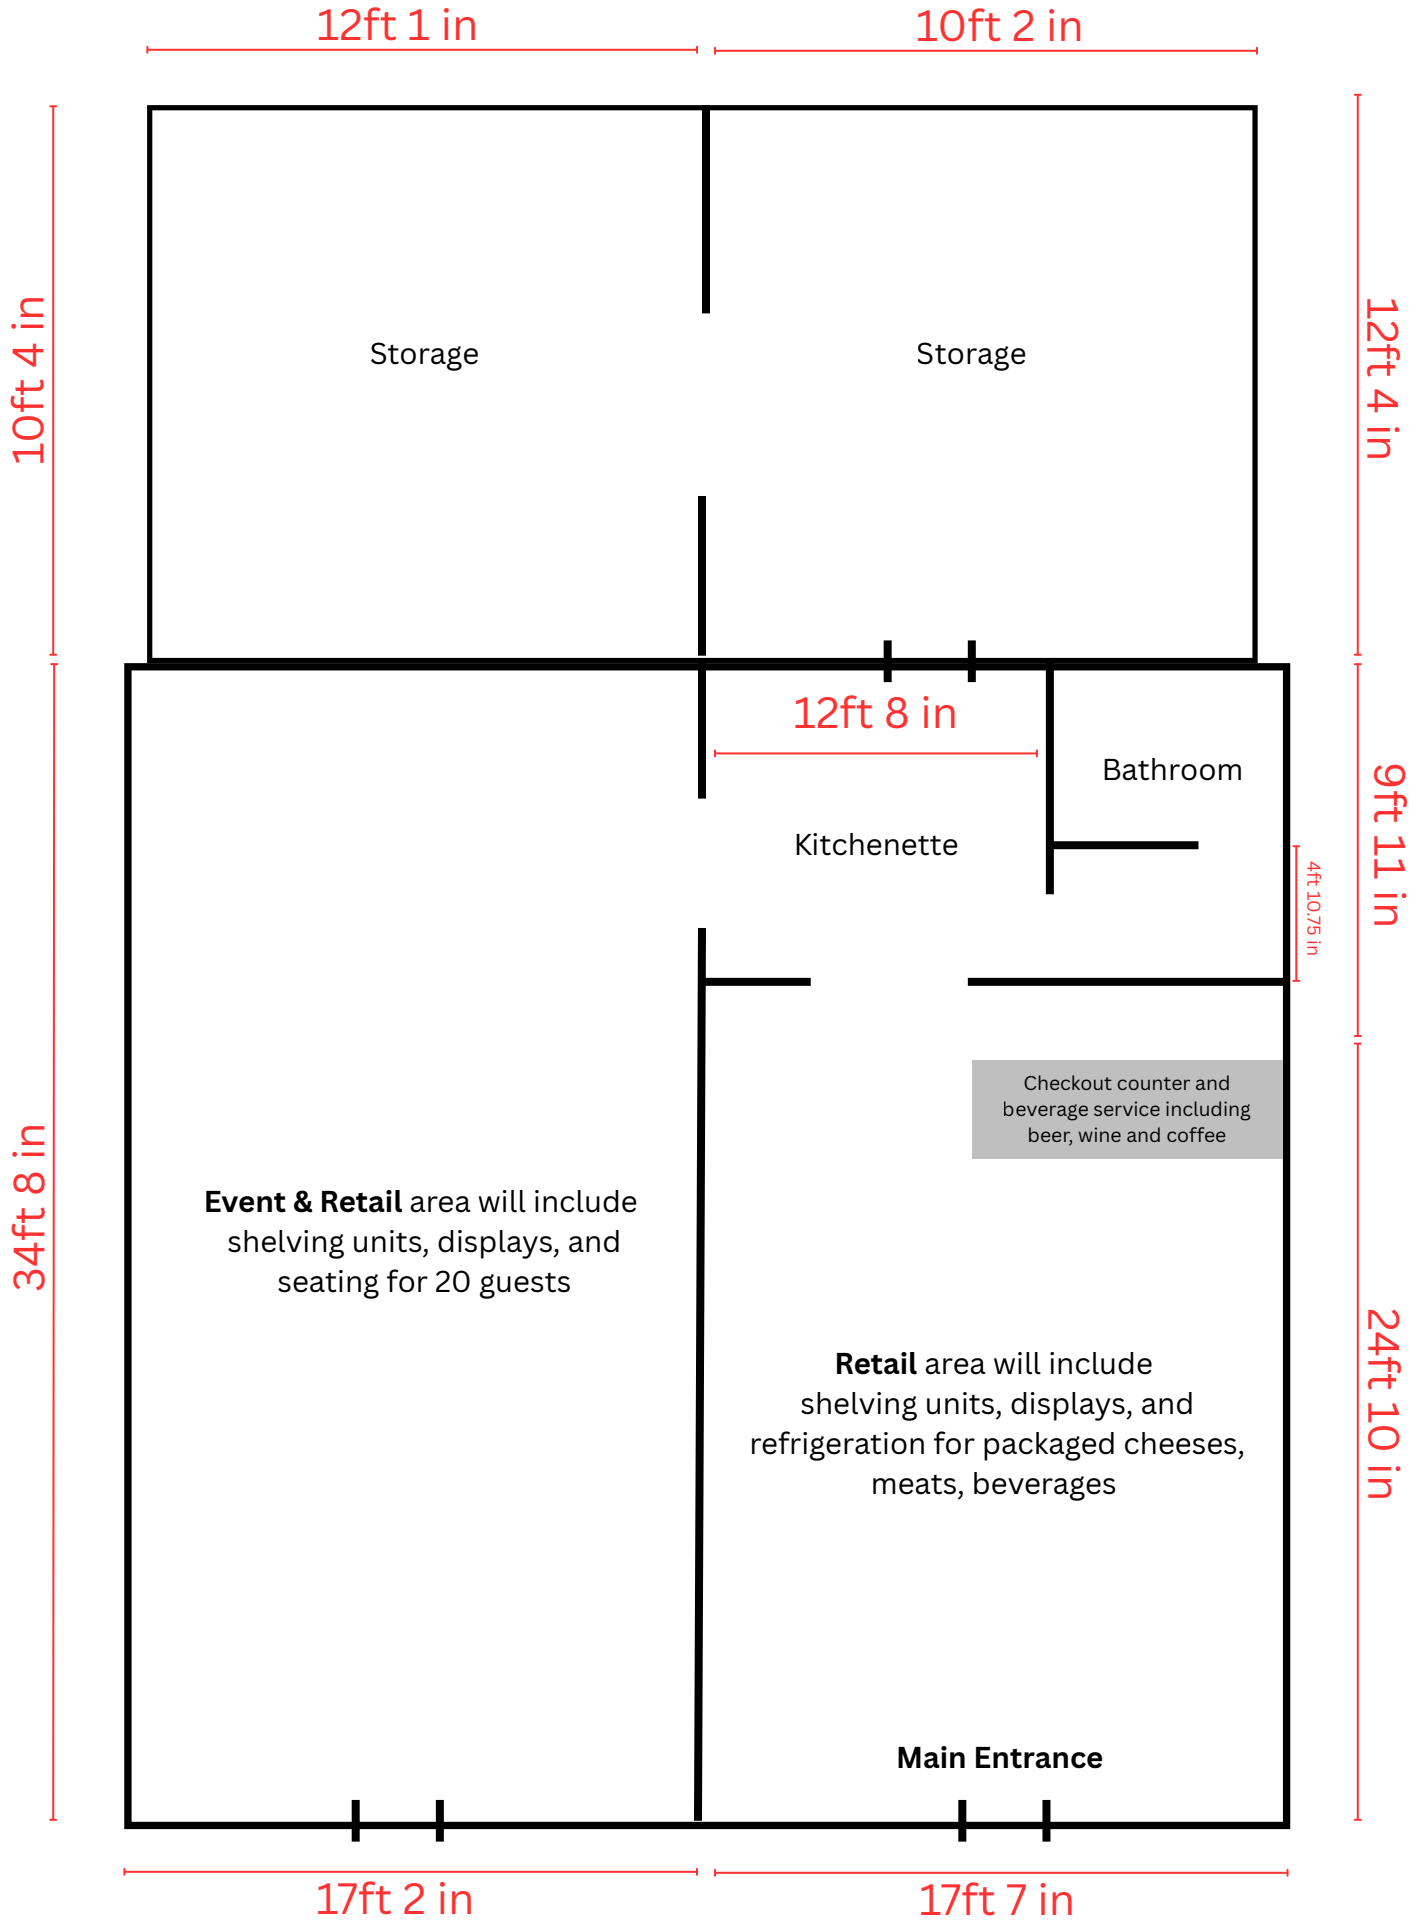 12ft 1 in
10ft 2 in
10ft 4 in
12ft 4 in
Storage
Storage
12ft 8 in
Bathroom
Kitchenette
9ft 11 in
4ft 10.75 in
Checkout counter and
beverage service including
beer, wine and coffee
34ft 8 in
Event & Retail area will include
shelving units, displays, and
seating for 20 guests
24ft 10 in
Retail area will include
shelving units, displays, and
refrigeration for packaged cheeses,
meats, beverages
Main Entrance
17ft 2 in
17ft 7 in